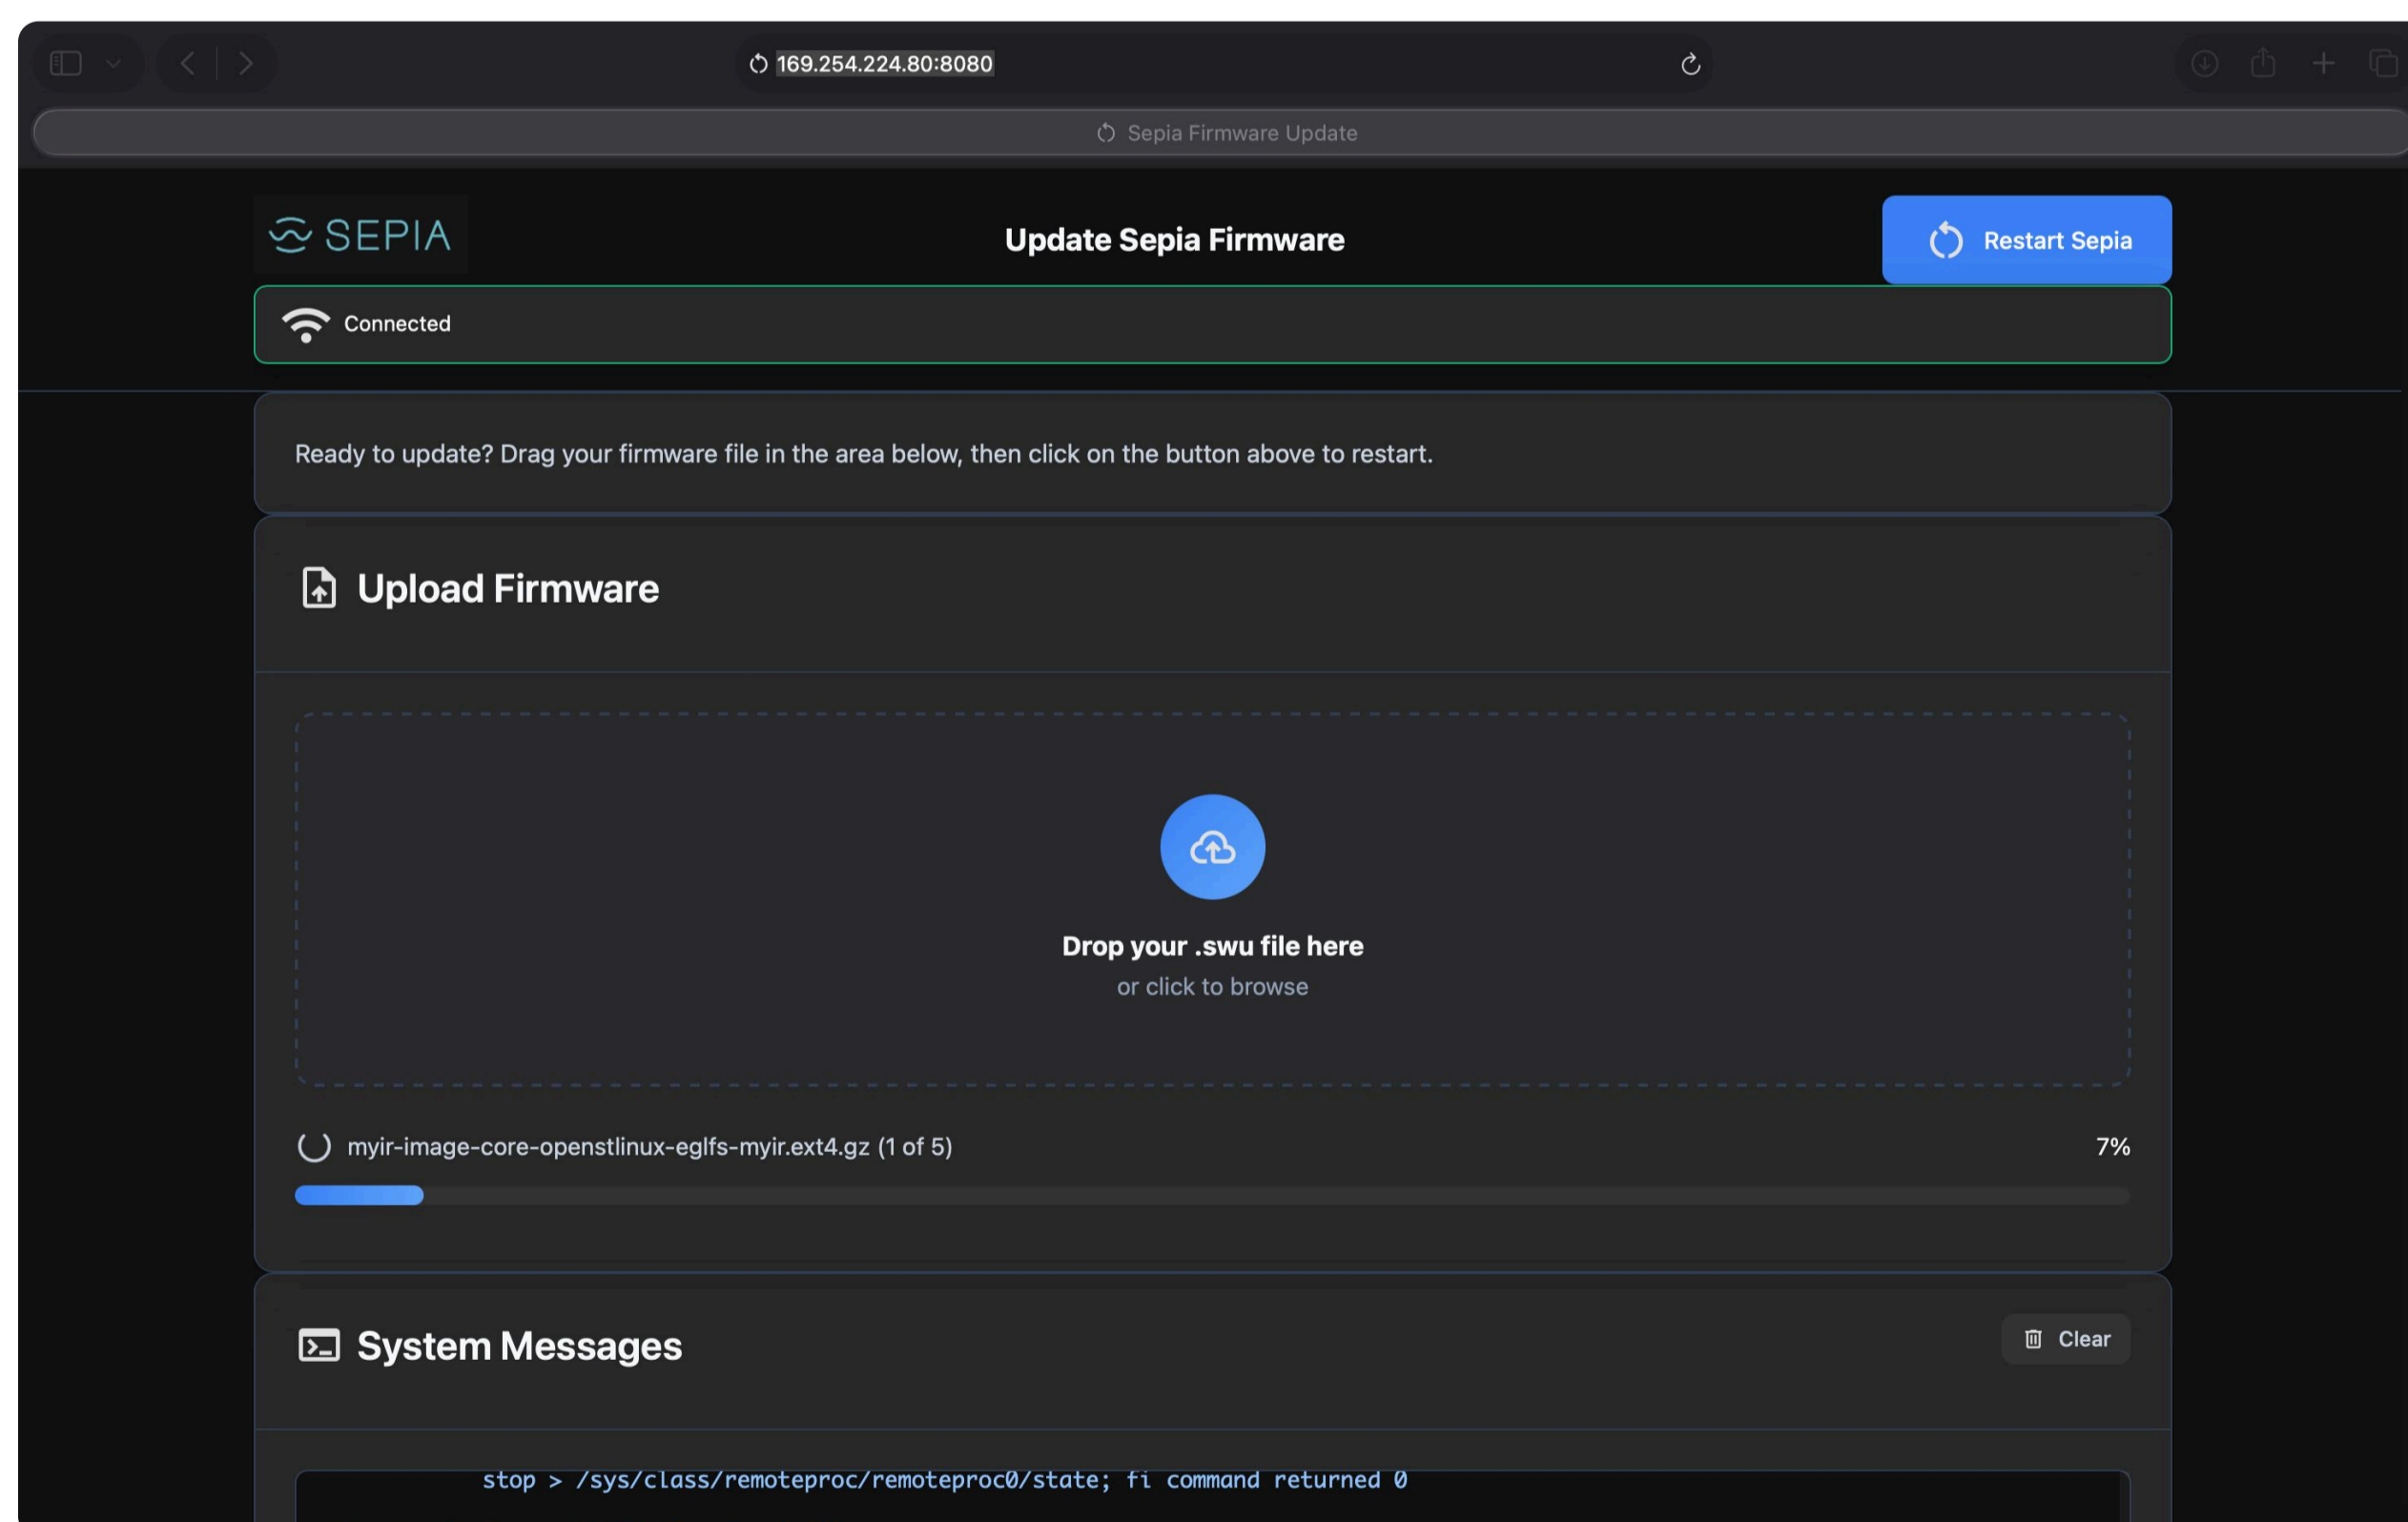 169.254.224.80:8080
Sepia Firmware Update
SEPIA
Update Sepia Firmware
Restart Sepia
Connected
Ready to update? Drag your firmware file in the area below, then click on the button above to restart.
Upload Firmware
Drop your .swu file here
or click to browse
myir-image-core-openstlinux-eglfs-myir.ext4.gz (1 of 5)
7%
System Messages
Clear
stop > /sys/class/remoteproc/remoteproc0/state; fi command returned 0